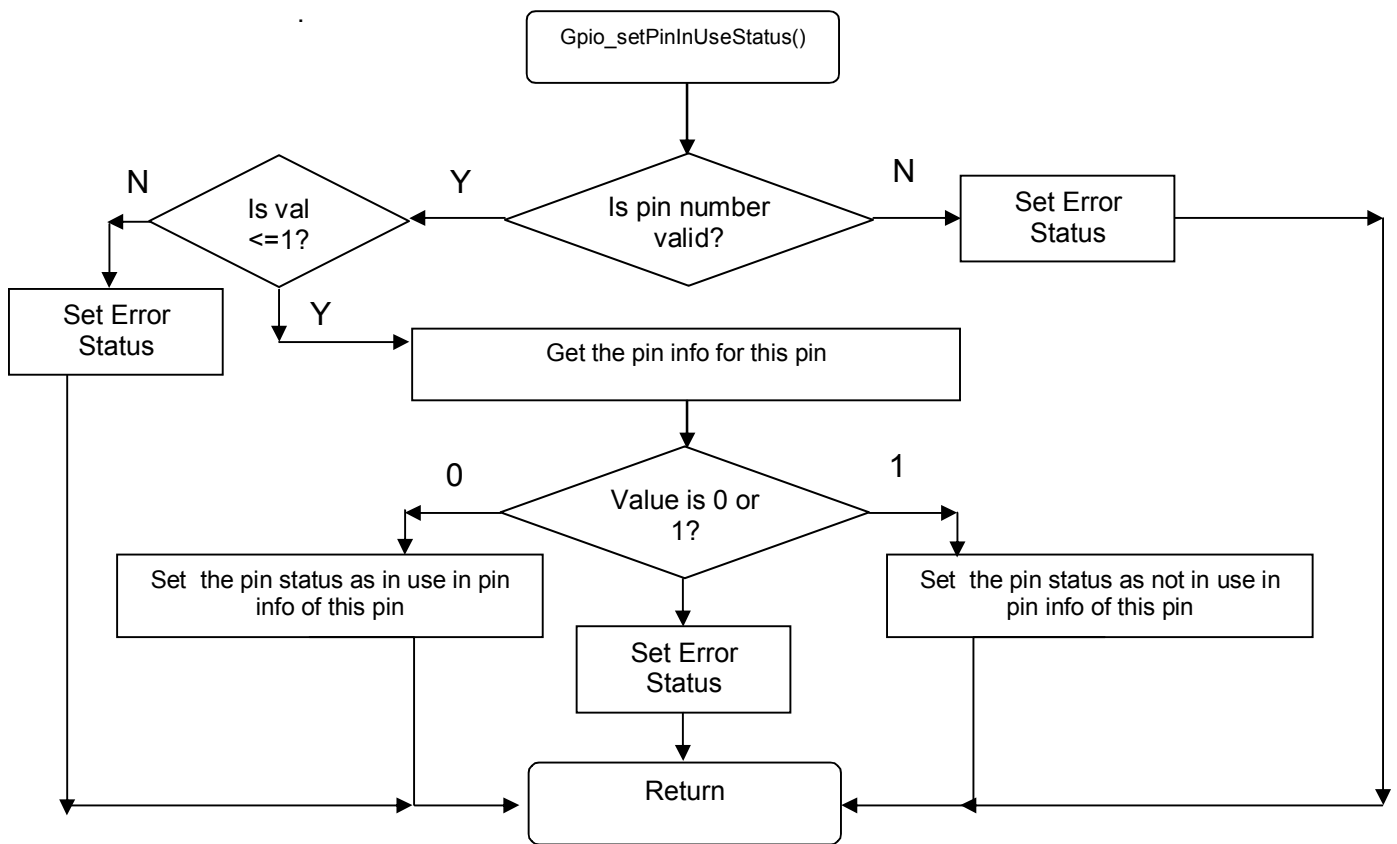 .
Gpio_setPinInUseStatus()
N
Y
N
Is val
<=1?
Is pin number
valid?
Set Error
Status
Set Error
Status
Y
Get the pin info for this pin
0
1
Value is 0 or
1?
Set the pin status as in use in pin
info of this pin
Set the pin status as not in use in
pin info of this pin
Set Error
Status
Return